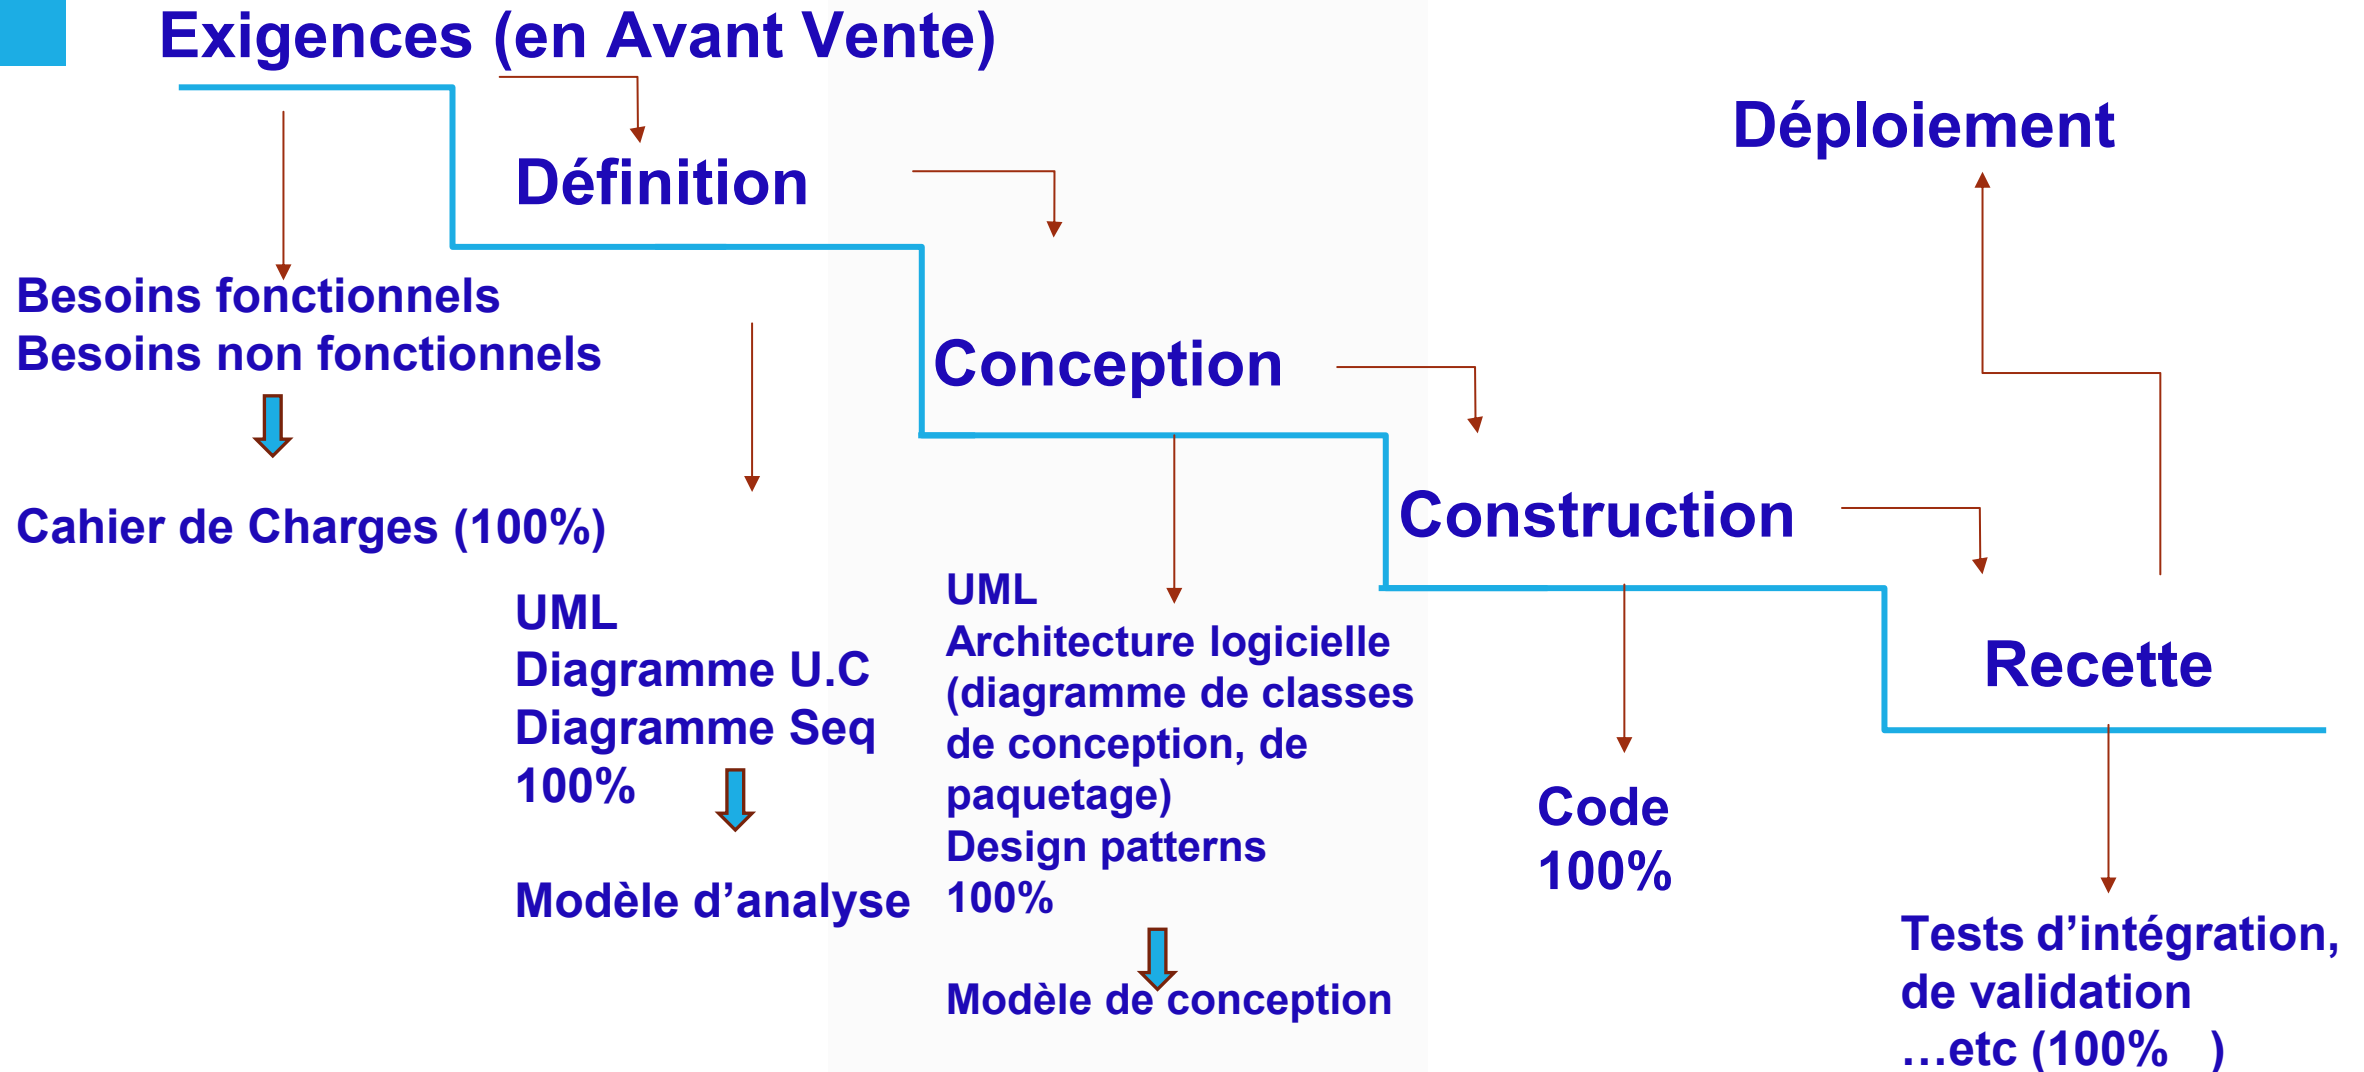 Exigences (en Avant Vente)
Déploiement
Définition
Besoins fonctionnels
Besoins non fonctionnels
Conception
Cahier de Charges (100%)
Construction
UML
Diagramme U.C
Diagramme Seq
100%
Modèle d’analyse
UML
Architecture logicielle
(diagramme de classes
de conception, de
paquetage)
Design patterns
100%
Modèle de conception
Recette
Code
100%
Tests d’intégration,
de validation
…etc (100% )